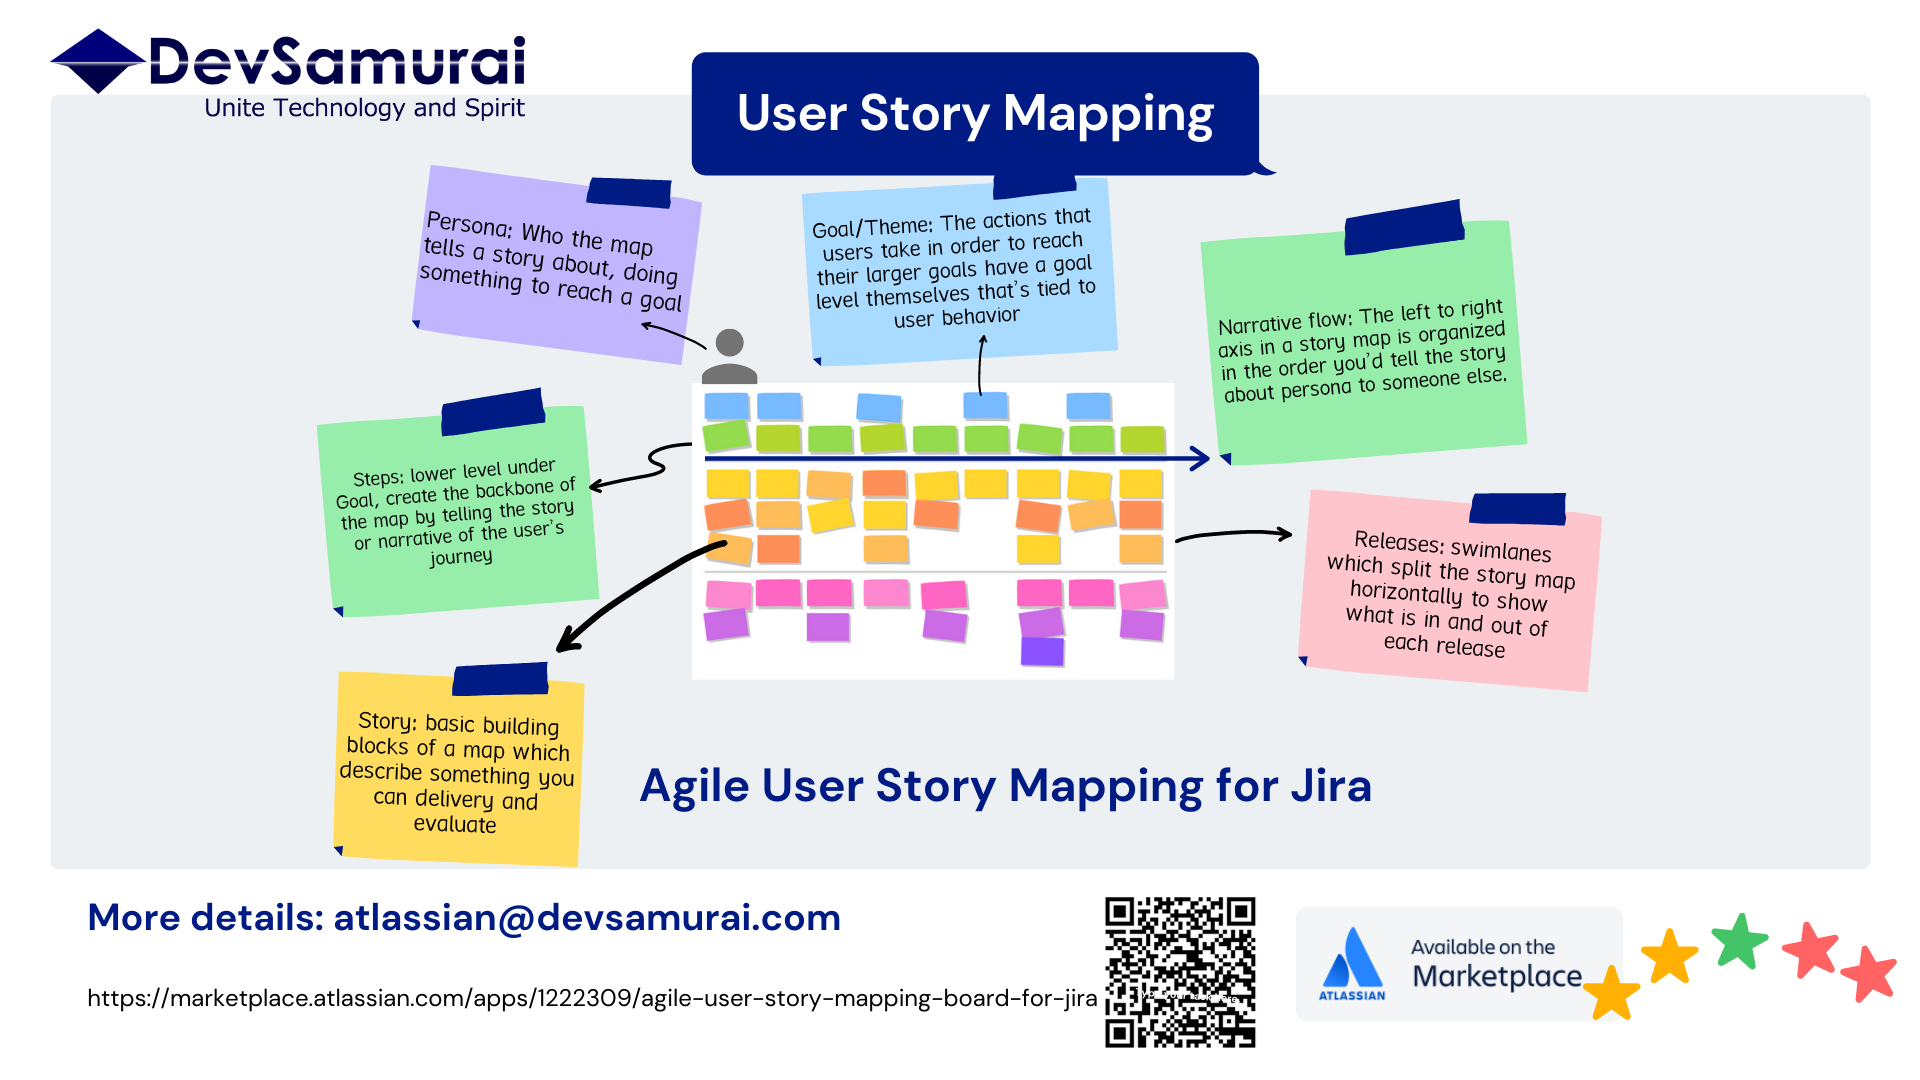 DevSamurai
Unite Technology and Spirit
User Story Mapping
Persona: Who the map
tells a story about, doing
something to reach a goal
Goal/Theme: The actions that
users take in order to reach
their larger goals have a goal
level themselves that's tied to
user behavior
Narrative flow: The left to right
axis in a story map is organized
in the order you'd tell the story
about persona to someone else.
Steps: lower level under
Goal, create the backbone of
the map by telling the story
or narrative of the user's
journey
Releases: swimlanes
which split the story map
horizontally to show
what is in and out of
each release
Story: basic building
blocks of a map which
describe something you
can delivery and
evaluate
Agile User Story Mapping for Jira
More details: atlassian@devsamurai.com
https://marketplace.atlassian.com/apps/1222309/agile-user-story-mapping-board-for-jira
ATLASSIAN
Available on the
Marketplace